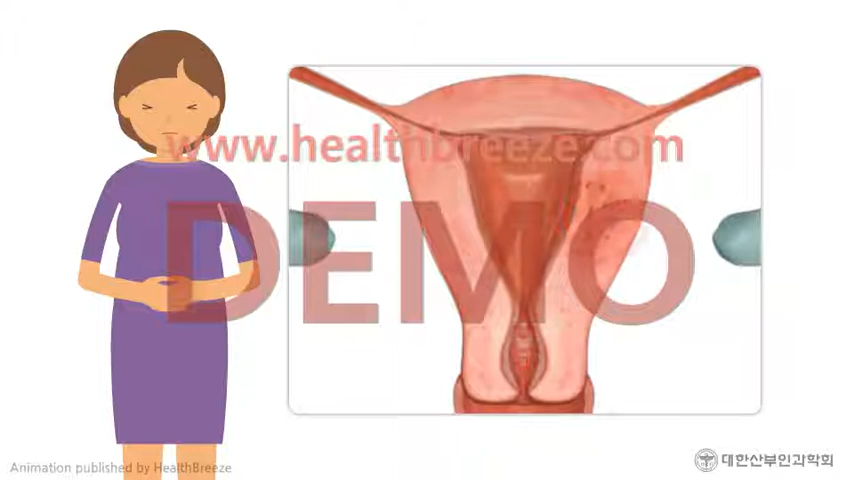 www.healthbreeze.com
DEMO
Animation published by HealthBreeze
대한산부인과학회